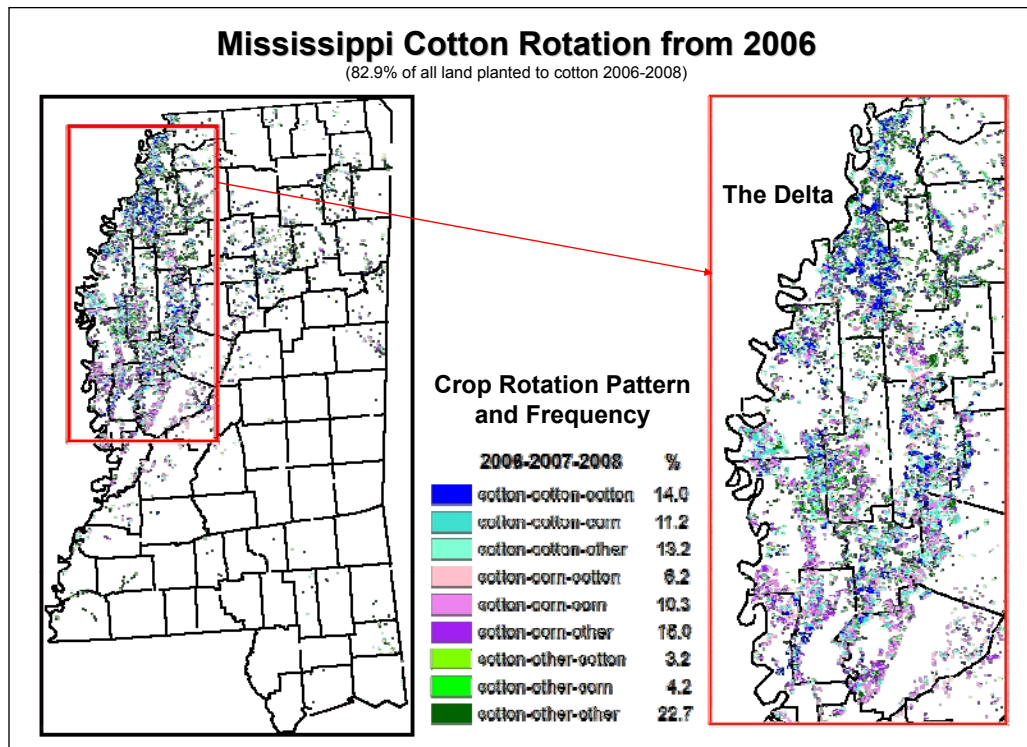 Mississippi Cotton Rotation from 2006
(82.9% of all land planted to cotton 2006-2008)
The Delta
Crop Rotation Pattern
and Frequency
2006-2007-2008 %
cotton-cotton-cotton 14.0
cotton-cotton-corn 11.2
cotton-cotton-other 13.2
cotton-corn-cotton 6.2
cotton-corn-corn 10.3
cotton-corn-other 15.0
cotton-other-cotton 3.2
cotton-other-corn 4.2
cotton-other-other 22.7